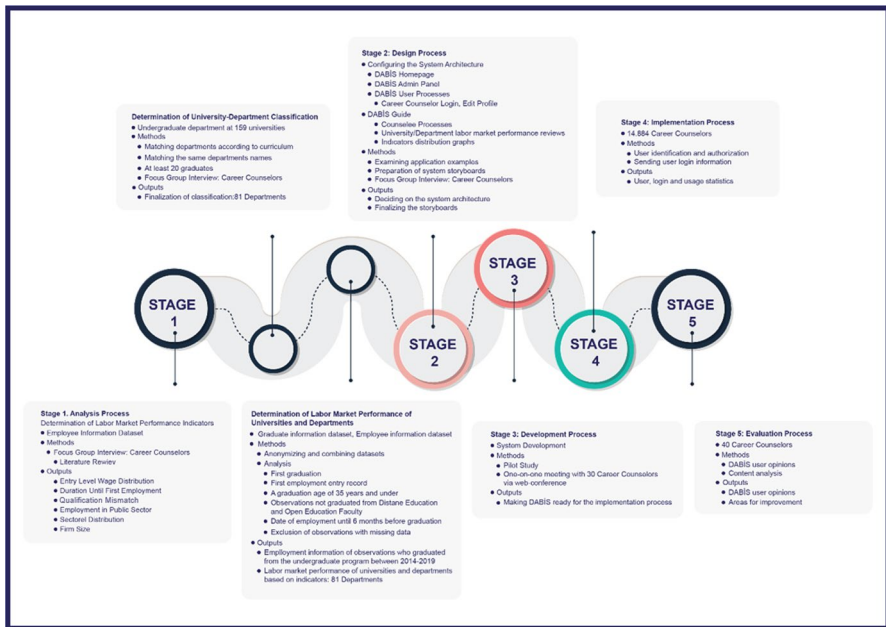 Stage 2: Design Process
Configuring the System Architecture
DABİS Homepage
DABİS Admin Panel
DABİS User Processes
Career Counselor Login, Edit Profile
DABİS Guide
Counselee Processes
University/Department labor market performance reviews
Indicators distribution graphs
Methods
Examining application examples
Preparation of system storyboards
Focus Group Interview: Career Counselors
Outputs
Deciding on the system architecture
Finalizing the storyboards
Determination of University-Department Classification
Undergraduate department at 159 universities
Methods
Matching departments according to curriculum
Matching the same departments names
At least 20 graduates
Focus Group Interview: Career Counselors
Outputs
Finalization of classification:81 Departments
Stage 4: Implementation Process
14.884 Career Counselors
Methods
User identification and authorization
Sending user login information
Outputs
User, login and usage statistics
STAGE
1
STAGE
2
STAGE
3
STAGE
4
STAGE
5
Stage 1. Analysis Process
Determination of Labor Market Performance Indicators
Employee Information Dataset
Methods
Focus Group Interview: Career Counselors
Literature Rewiev
Outputs
Entry Level Wage Distribution
Duration Until First Employment
Qualification Mismatch
Employment in Public Sector
Sectorel Distribution
Firm Size
Determination of Labor Market Performance of
Universities and Departments
Graduate information dataset, Employee information dataset
Methods
Anonymizing and combining datasets
Analysis
First graduation
First employment entry record
A graduation age of 35 years and under
Observations not graduated from Distane Education
and Open Education Faculty
Date of employment until 6 months before graduation
Exclusion of observations with missing data
Outputs
Employment information of observations who graduated
from the undergraduate program between 2014-2019
Labor market performance of universities and departments
based on indicators: 81 Departments
Stage 3: Development Process
System Development
Methods
Pilot Study
One-on-one meeting with 30 Career Counselors
via web conference
Outputs
Making DABİS ready for the implementation process
Stage 5: Evaluation Process
40 Career Counselors
Methods
DABİS user opinions
Content analysis
Outputs
DABİS user opinions
Areas for improvement